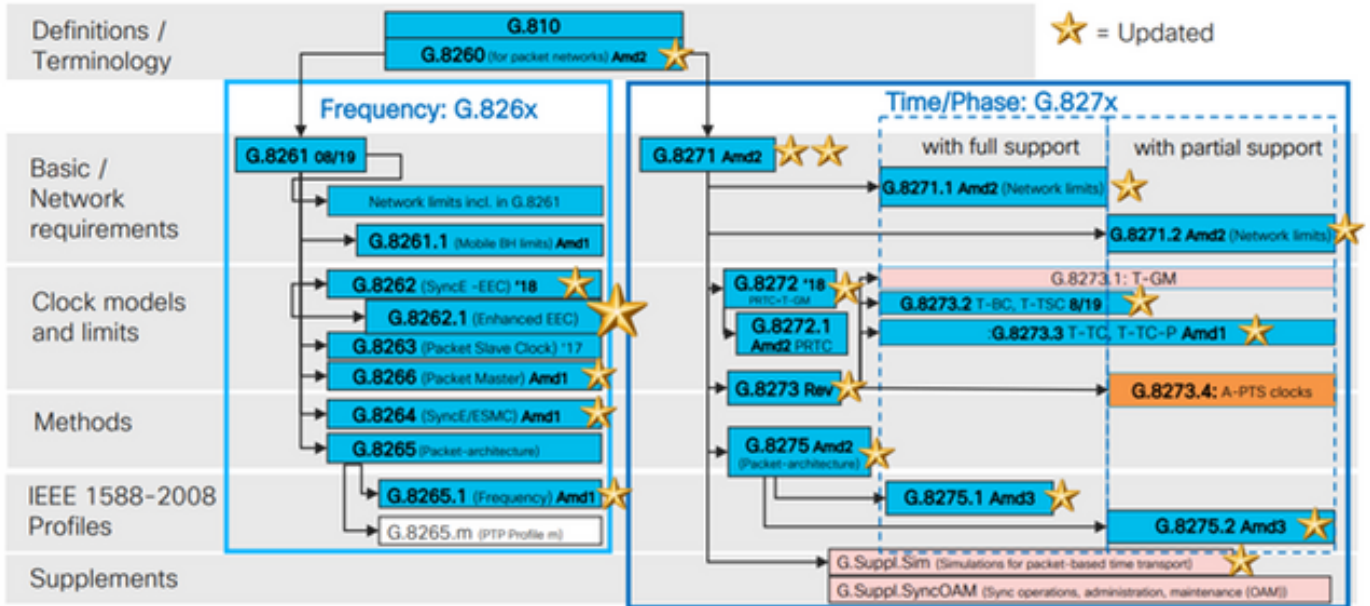 Definitions /
Terminology
G.810
G.8260 (for packet networks) Amd2
= Updated
Frequency: G.826x
Time/Phase: G.827x
Basic /
Network
requirements
G.8261 08/19
Network limits incl. in G.8261
G.8261.1 (Mobile BH limits) Amd1
G.8271 Amd2
with full support
with partial support
G.8271.1 Amd2 (Network limits)
G.8271.2 Amd2 (Network limits)
Clock models
and limits
G.8262 (SyncE -EEC) '18
G.8262.1 (Enhanced EEC)
G.8263 (Packet Slave Clock) '17
G.8266 (Packet Master) Amd1
G.8272 '18
PRTC+T-GM
G.8272.1
Amd2 PRTC
G.8273 Rev
G.8273.1: T-GM
G.8273.2 T-BC, T-TSC 8/19
:G.8273.3 T-TC, T-TC-P Amd1
G.8273.4: A-PTS clocks
Methods
G.8264 (SyncE/ESMC) Amd1
G.8265 (Packet-architecture)
G.8275 Amd2
(Packet-architecture)
IEEE 1588-2008
Profiles
G.8265.1 (Frequency) Amd1
G.8265.m (PTP Profile m)
G.8275.1 Amd3
G.8275.2 Amd3
Supplements
G.Suppl.Sim (Simulations for packet-based time transport)
G.Suppl.SyncOAM (Sync operations, administration, maintenance (OAM))